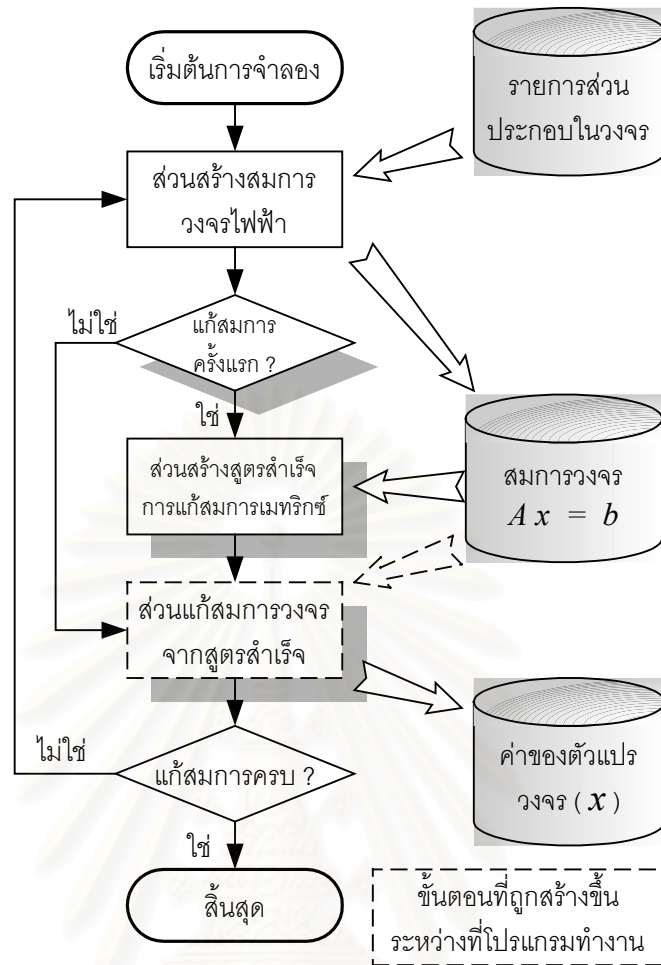 เริ่มต้นการจำลอง
รายการส่วน
ประกอบในวงจร
ส่วนสร้างสมการ
วงจรไฟฟ้า
ไม่ใช่
แก้สมการ
ครั้งแรก ?
ใช่
ส่วนสร้างสูตรสำเร็จ
การแก้สมการเมทริกซ์
สมการวงจร
A x = b
ส่วนแก้สมการวงจร
จากสูตรสำเร็จ
ไม่ใช่
แก้สมการครบ ?
ค่าของตัวแปร
วงจร ( x )
ใช่
สิ้นสุด
ขั้นตอนที่ถูกสร้างขึ้น
ระหว่างที่โปรแกรมทำงาน